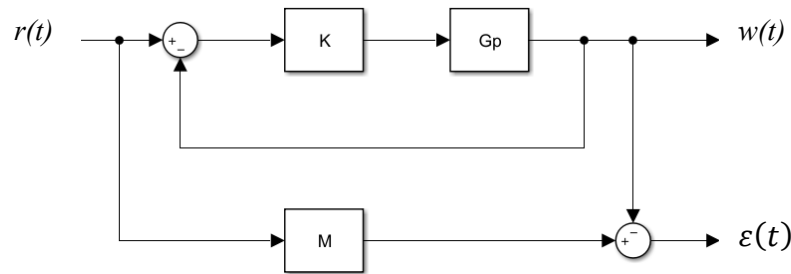 r(t) + − K Gp w(t)
M + − ε(t)